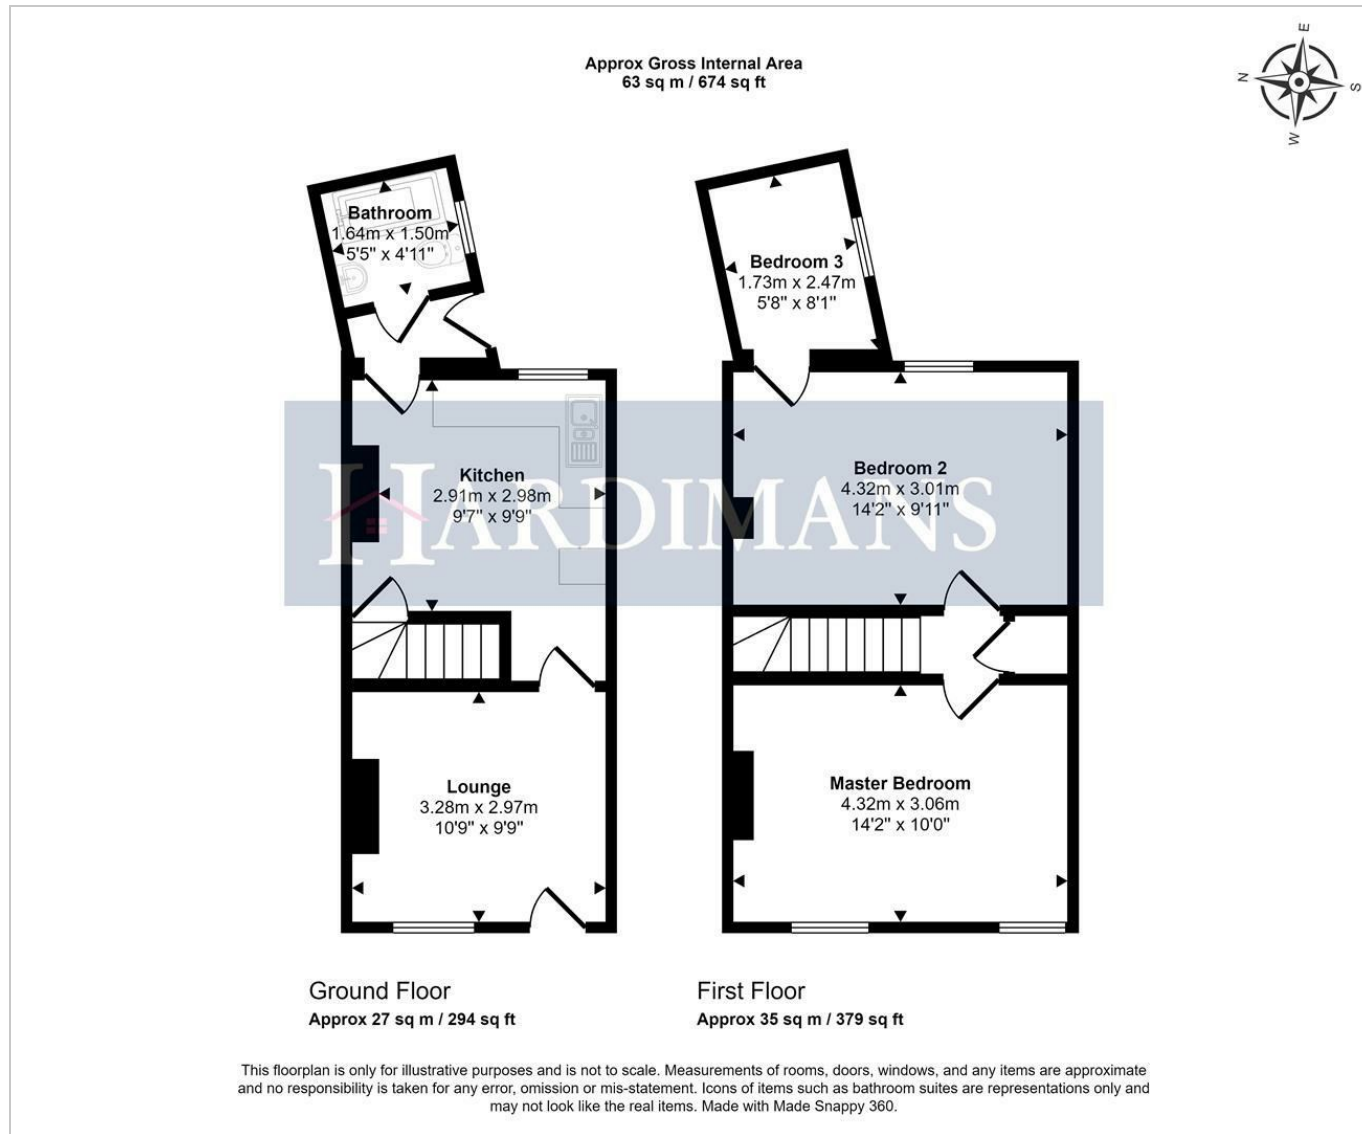 Approx Gross Internal Area
63 sq m / 674 sq ft
E
N
S
W
Bathroom
1.64m x 1.50m
5'5" x 4'11"
Bedroom 3
1.73m x 2.47m
5'8" x 8'1"
Kitchen
2.91m x 2.98m
9'7" x 9'9"
Bedroom 2
4.32m x 3.01m
14'2" x 9'11"
HARDIMANS
Lounge
3.28m x 2.97m
10'9" x 9'9"
Master Bedroom
4.32m x 3.06m
14'2" x 10'0"
Ground Floor
Approx 27 sq m / 294 sq ft
First Floor
Approx 35 sq m / 379 sq ft
This floorplan is only for illustrative purposes and is not to scale. Measurements of rooms, doors, windows, and any items are approximate
and no responsibility is taken for any error, omission or mis-statement. Icons of items such as bathroom suites are representations only and
may not look like the real items. Made with Made Snappy 360.